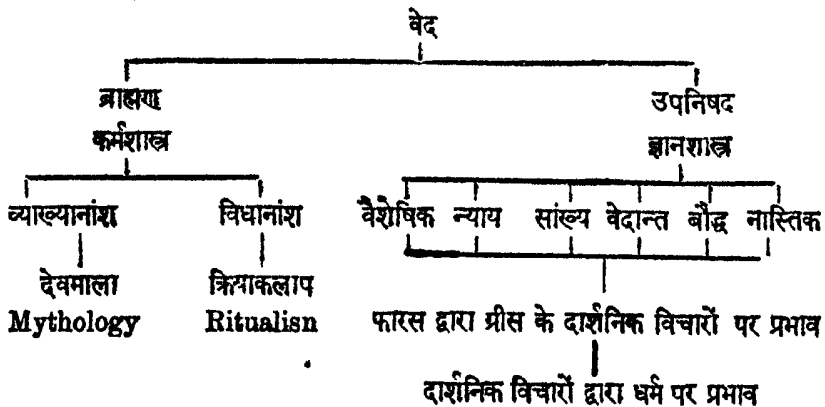 वेद
ब्राह्मण उपनिषद
कर्मशास्त्र ज्ञानशास्त्र
व्याख्यानांश विधानांश वैशेषिक न्याय सांख्य वेदान्त बौद्ध नास्तिक
देवमाला क्रियाकलाप
Mythology Ritualisn फारस द्वारा ग्रीस के दार्शनिक विचारों पर प्रभाव
दार्शनिक विचारों द्वारा धर्म पर प्रभाव